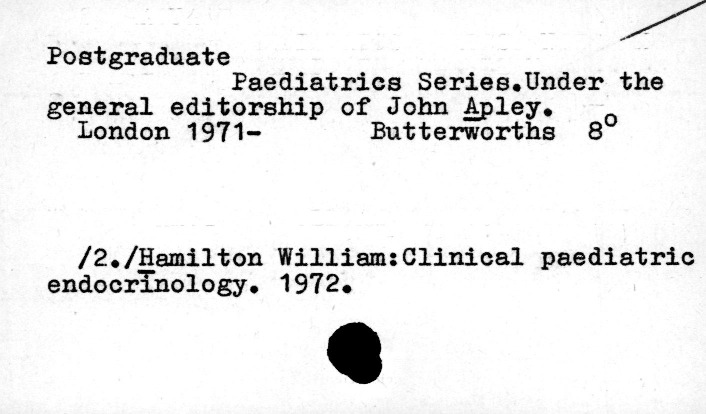 Postgraduate
Paediatrics Series.Under the
general editorship of John Apley.
London 1971- Butterworths 8°
/2./Hamilton William:Clinical paediatric
endocrinology. 1972.